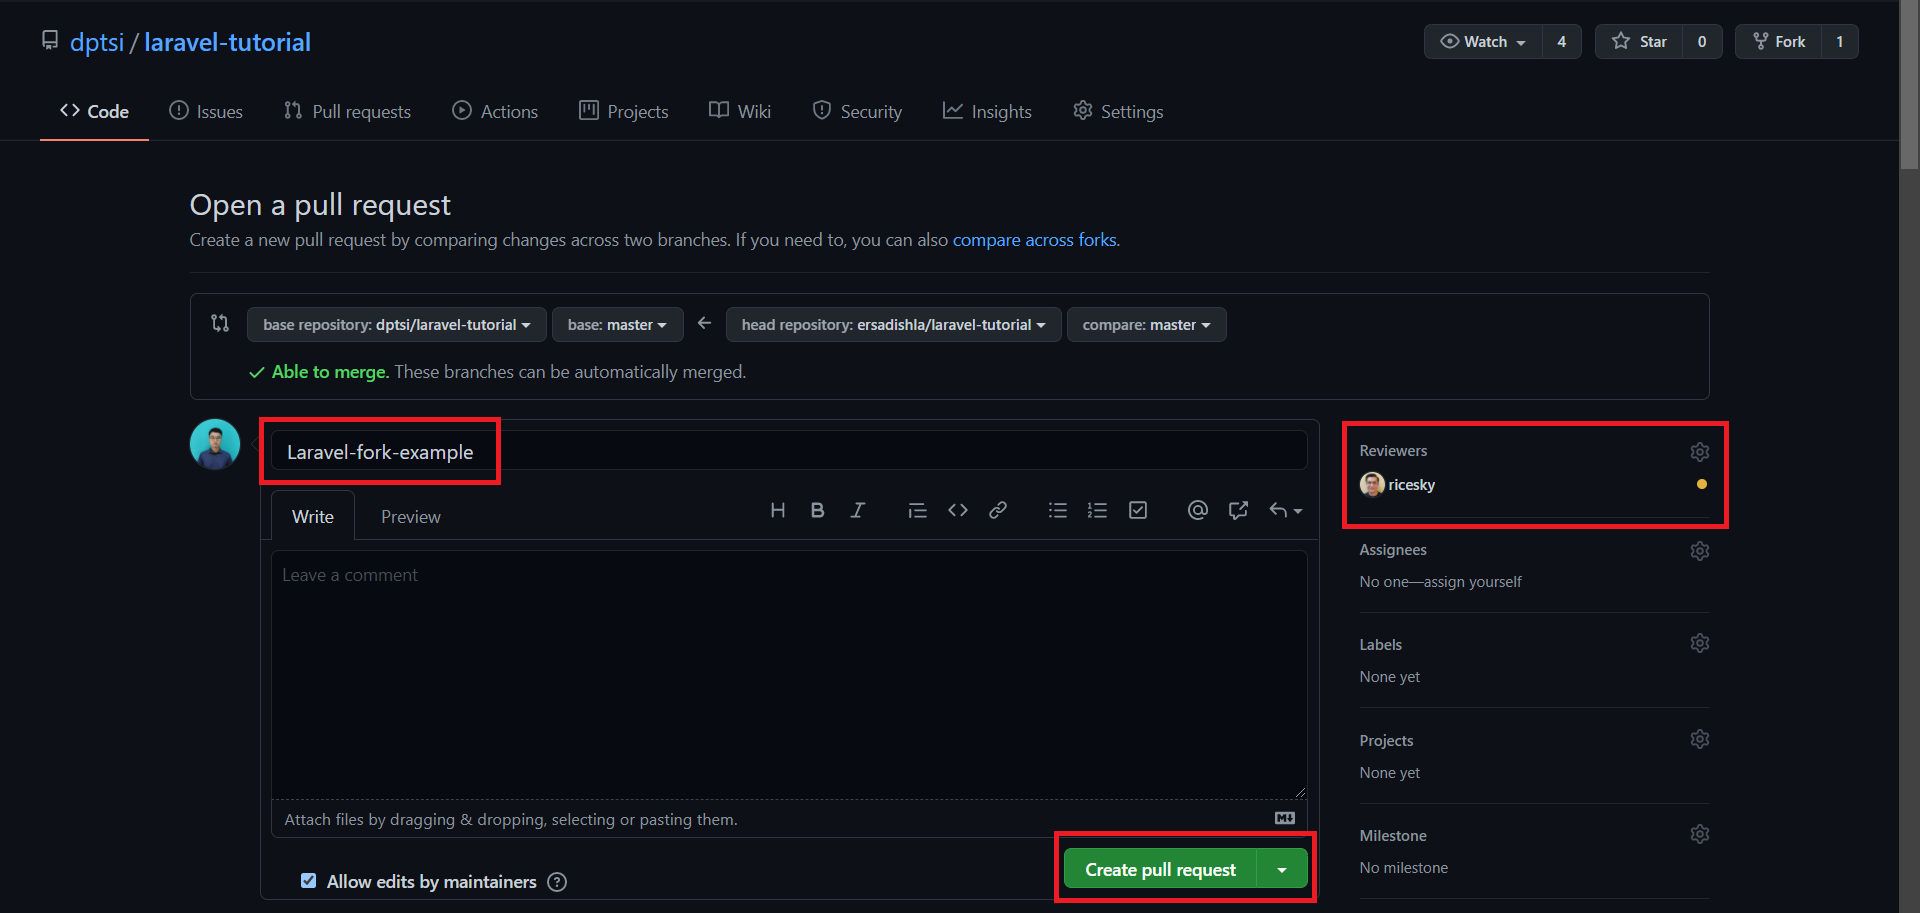 dptsi / laravel-tutorial
Watch 4 Star 0 Fork 1
Code Issues Pull requests Actions Projects Wiki Security Insights Settings
Open a pull request
Create a new pull request by comparing changes across two branches. If you need to, you can also compare across forks.
base repository: dptsi/laravel-tutorial base: master head repository: ersadishla/laravel-tutorial compare: master
Able to merge. These branches can be automatically merged.
Laravel-fork-example
Write Preview
Leave a comment
Attach files by dragging & dropping, selecting or pasting them.
Allow edits by maintainers
Create pull request
Reviewers
ricesky
Assignees
No one—assign yourself
Labels
None yet
Projects
None yet
Milestone
No milestone